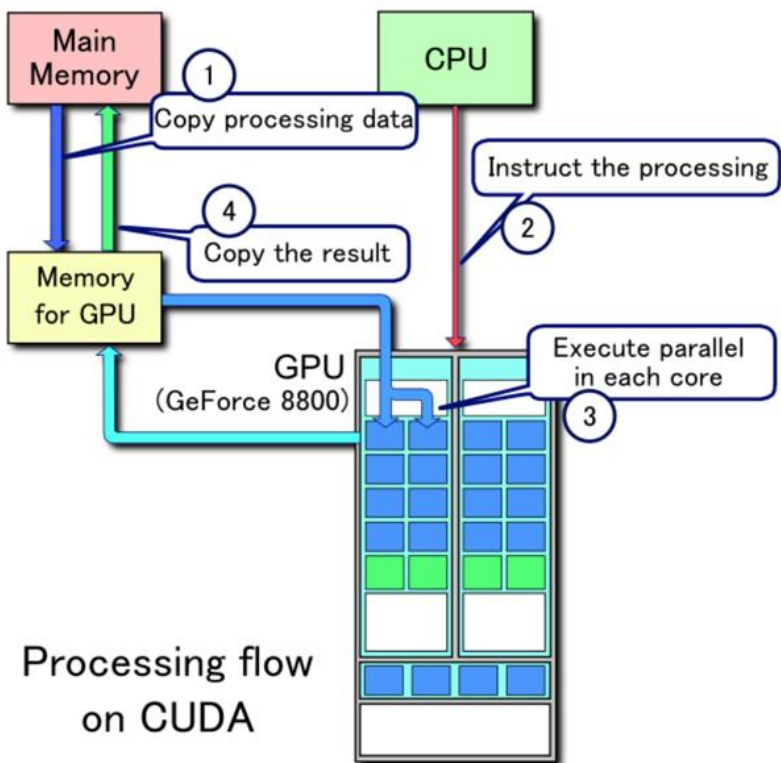 Main
Memory
CPU
1
Copy processing data
Instruct the processing
2
4
Copy the result
Memory
for GPU
GPU
(GeForce 8800)
Execute parallel
in each core
3
Processing flow
on CUDA